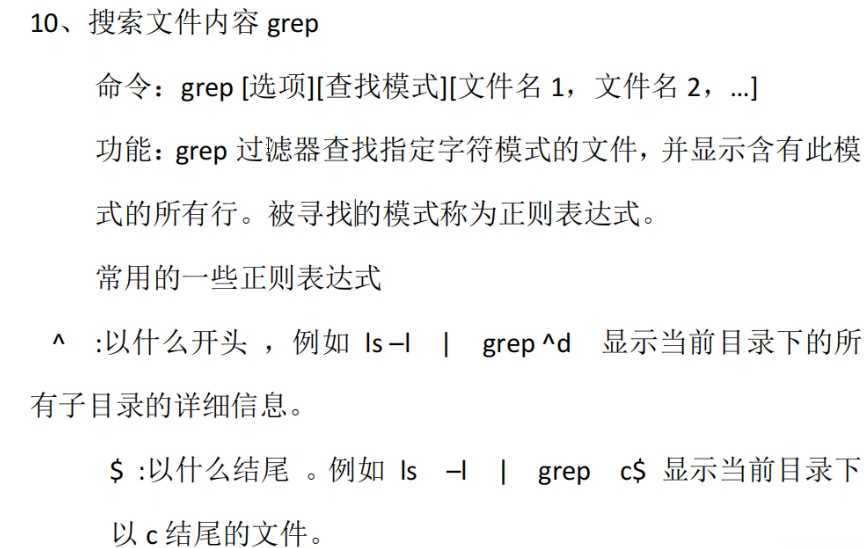 10、搜索文件内容 grep
命令：grep [选项][查找模式][文件名 1，文件名 2，…]
功能：grep 过滤器查找指定字符模式的文件，并显示含有此模
式的所有行。被寻找的模式称为正则表达式。
常用的一些正则表达式
^ :以什么开头 ，例如 ls –l | grep ^d 显示当前目录下的所
有子目录的详细信息。
$ :以什么结尾 。例如 ls –l | grep c$ 显示当前目录下
以 c 结尾的文件。